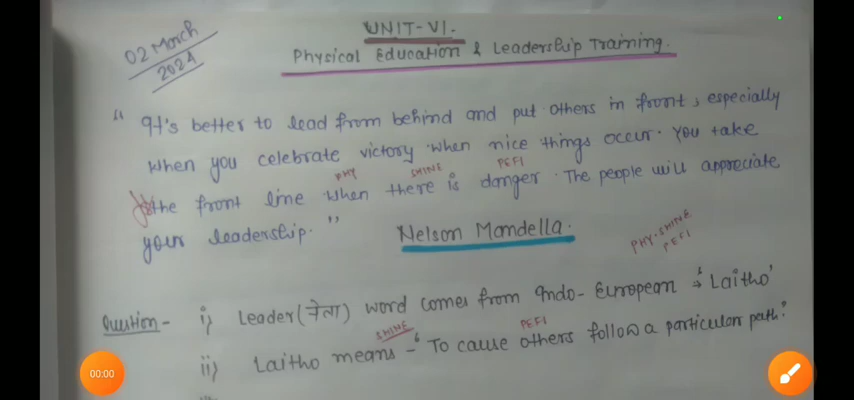 02 March
2024
UNIT-VI.
Physical Education & Leadership Training.
"It's better to lead from behind and put others in front, especially
when you celebrate victory when nice things occur. You take
PHY SHINE PEFI
the front line when there is danger. The people will appreciate
your leadership."
Nelson Mandella.
PHY-SHINE
PEFI
Question - i) Leader (नेता) word comes from Indo-European → 'Laitho'
SHINE PEFI
ii) Laitho means - 'To cause others follow a particular path'
00:00